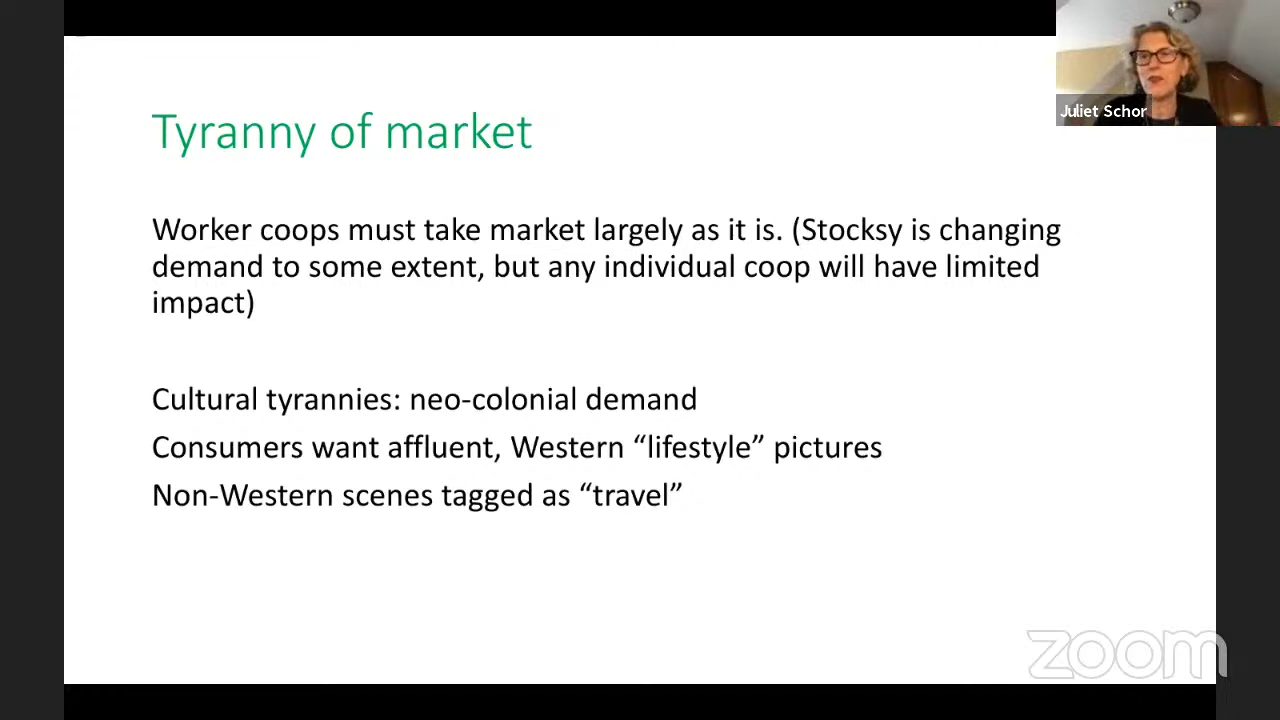 Juliet Schor
Tyranny of market
Worker coops must take market largely as it is. (Stocksy is changing
demand to some extent, but any individual coop will have limited
impact)
Cultural tyrannies: neo-colonial demand
Consumers want affluent, Western “lifestyle” pictures
Non-Western scenes tagged as “travel”
zoom